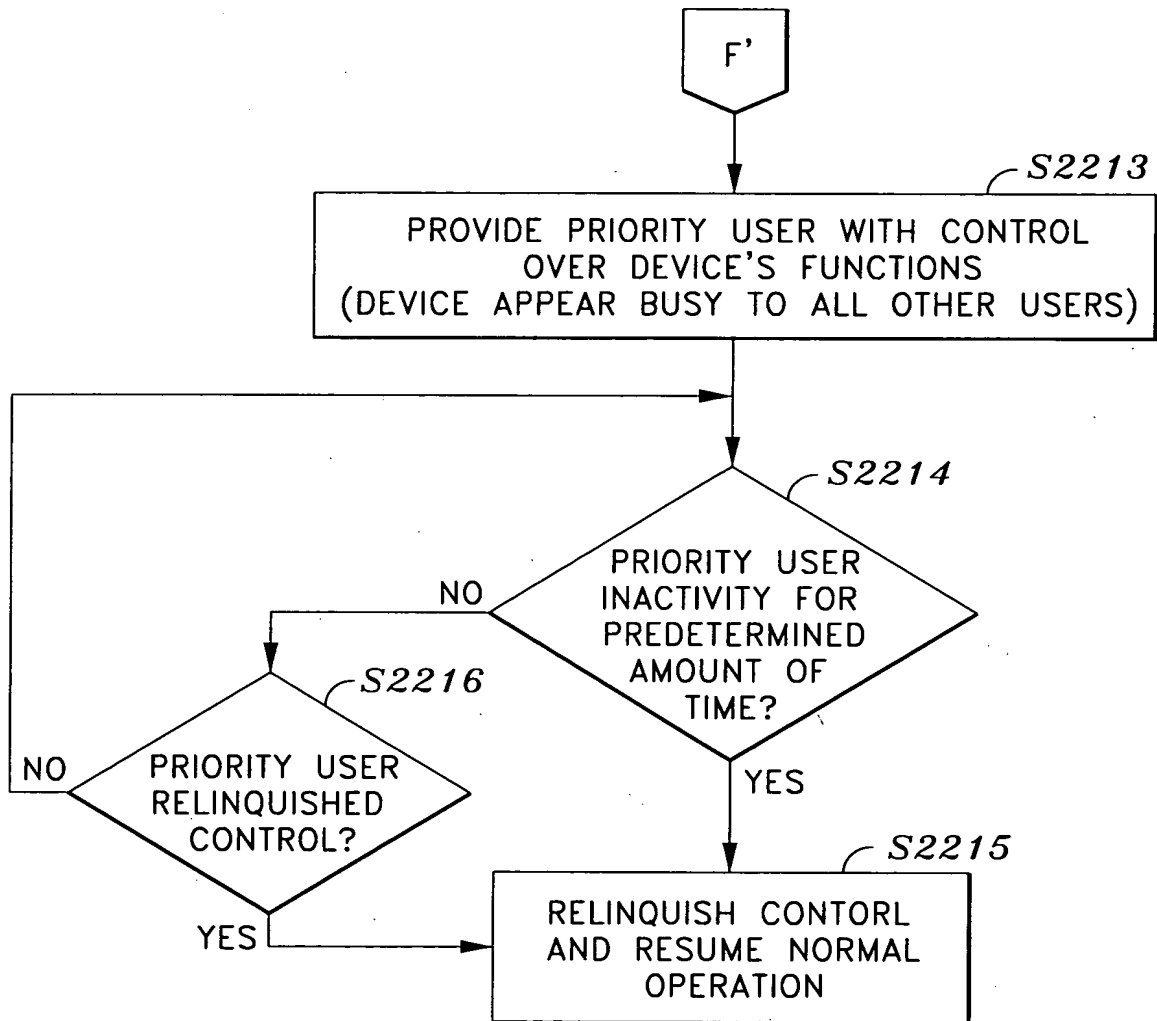 F'
S2213
PROVIDE PRIORITY USER WITH CONTROL
OVER DEVICE'S FUNCTIONS
(DEVICE APPEAR BUSY TO ALL OTHER USERS)
S2214
PRIORITY USER
INACTIVITY FOR
PREDETERMINED
AMOUNT OF
TIME?
NO
YES
S2216
PRIORITY USER
RELINQUISHED
CONTROL?
NO
YES
S2215
RELINQUISH CONTORL
AND RESUME NORMAL
OPERATION